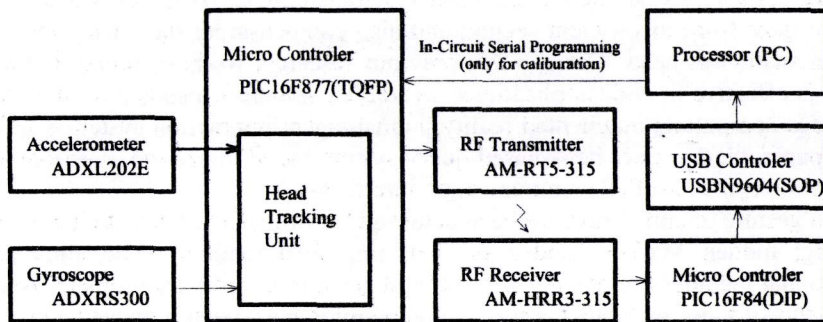 Micro Controler
PIC16F877(TQFP)
In-Circuit Serial Programming
(only for caliburation)
Processor (PC)
Accelerometer
ADXL202E
Head
Tracking
Unit
RF Transmitter
AM-RT5-315
USB Controler
USBN9604(SOP)
Gyroscope
ADXRS300
RF Receiver
AM-HRR3-315
Micro Controler
PIC16F84(DIP)